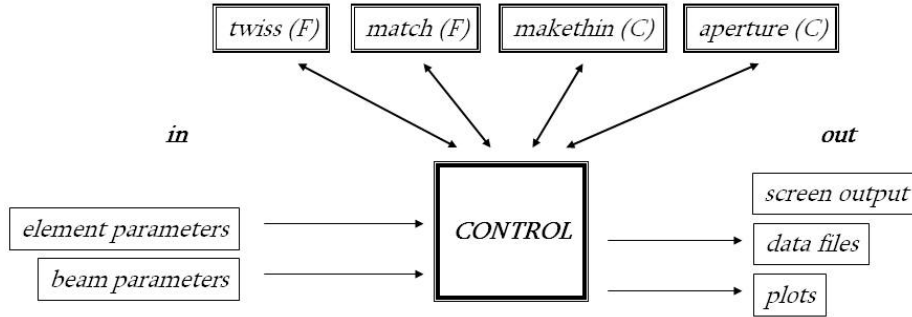 twiss (F) match (F) makethin (C) aperture (C)
in
out
element parameters
beam parameters
CONTROL
screen output
data files
plots